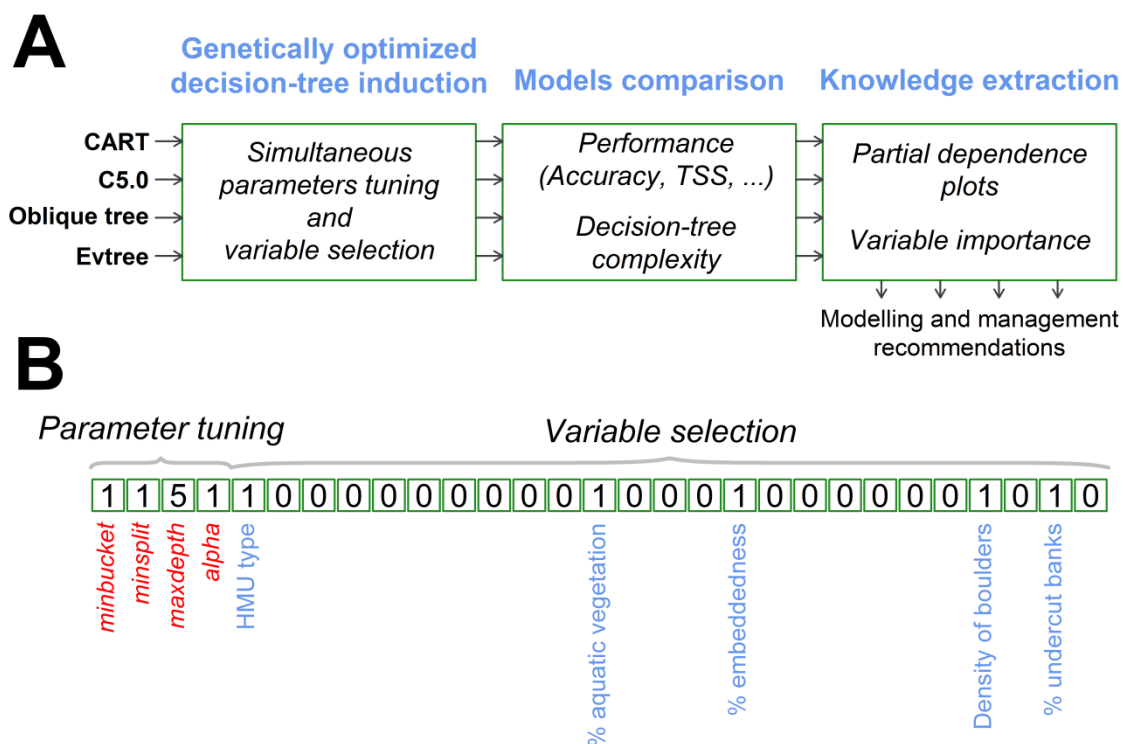 A
Genetically optimized
decision-tree induction
Models comparison
Knowledge extraction
CART
C5.0
Oblique tree
Evtree
Simultaneous
parameters tuning
and
variable selection
Performance
(Accuracy, TSS, ...)
Decision-tree
complexity
Partial dependence
plots
Variable importance
Modelling and management
recommendations
B
Parameter tuning
Variable selection
1 1 5 1 1 0 0 0 0 0 0 0 0 0 1 0 0 0 1 0 0 0 0 0 0 1 0 1 0
minbucket
minsplit
maxdepth
alpha
HMU type
% aquatic vegetation
% embeddedness
Density of boulders
% undercut banks